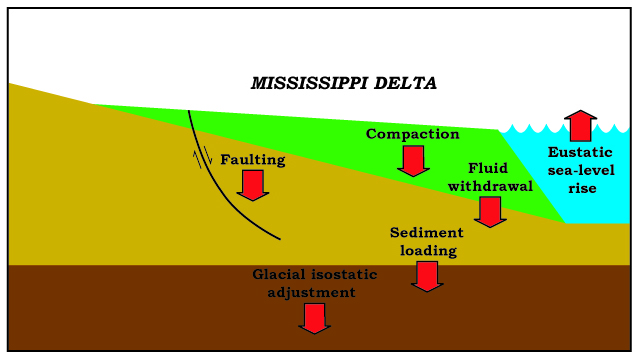 MISSISSIPPI DELTA
Compaction
Faulting
Fluid
withdrawal
Eustatic
sea-level
rise
Sediment
loading
Glacial isostatic
adjustment